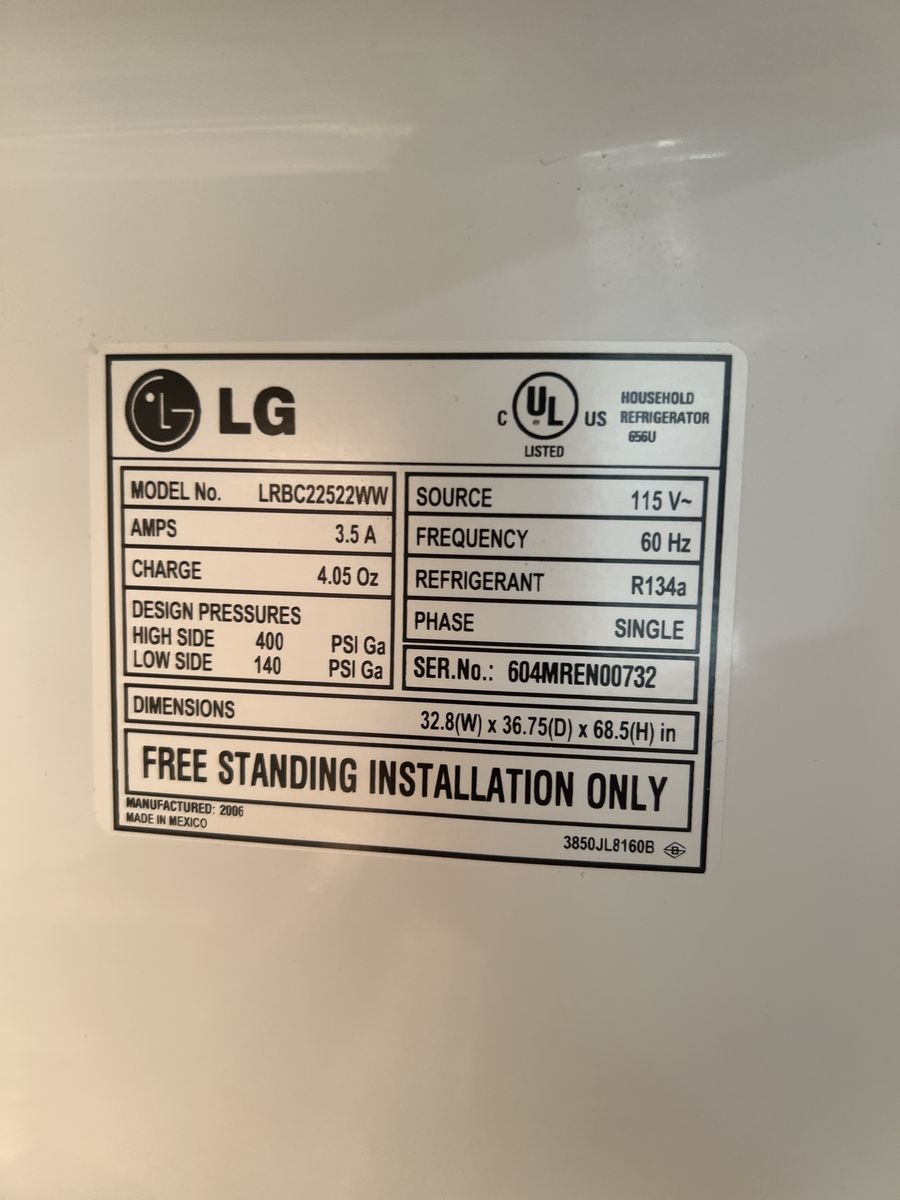 LG
C UL US
LISTED
HOUSEHOLD
REFRIGERATOR
656U
MODEL No. LRBC22522WW
AMPS 3.5 A
CHARGE 4.05 Oz
DESIGN PRESSURES
HIGH SIDE 400 PSI Ga
LOW SIDE 140 PSI Ga
SOURCE 115 V~
FREQUENCY 60 Hz
REFRIGERANT R134a
PHASE SINGLE
SER.No.: 604MREN00732
DIMENSIONS 32.8(W) x 36.75(D) x 68.5(H) in
FREE STANDING INSTALLATION ONLY
MANUFACTURED: 2006
MADE IN MEXICO
3850JL8160B B